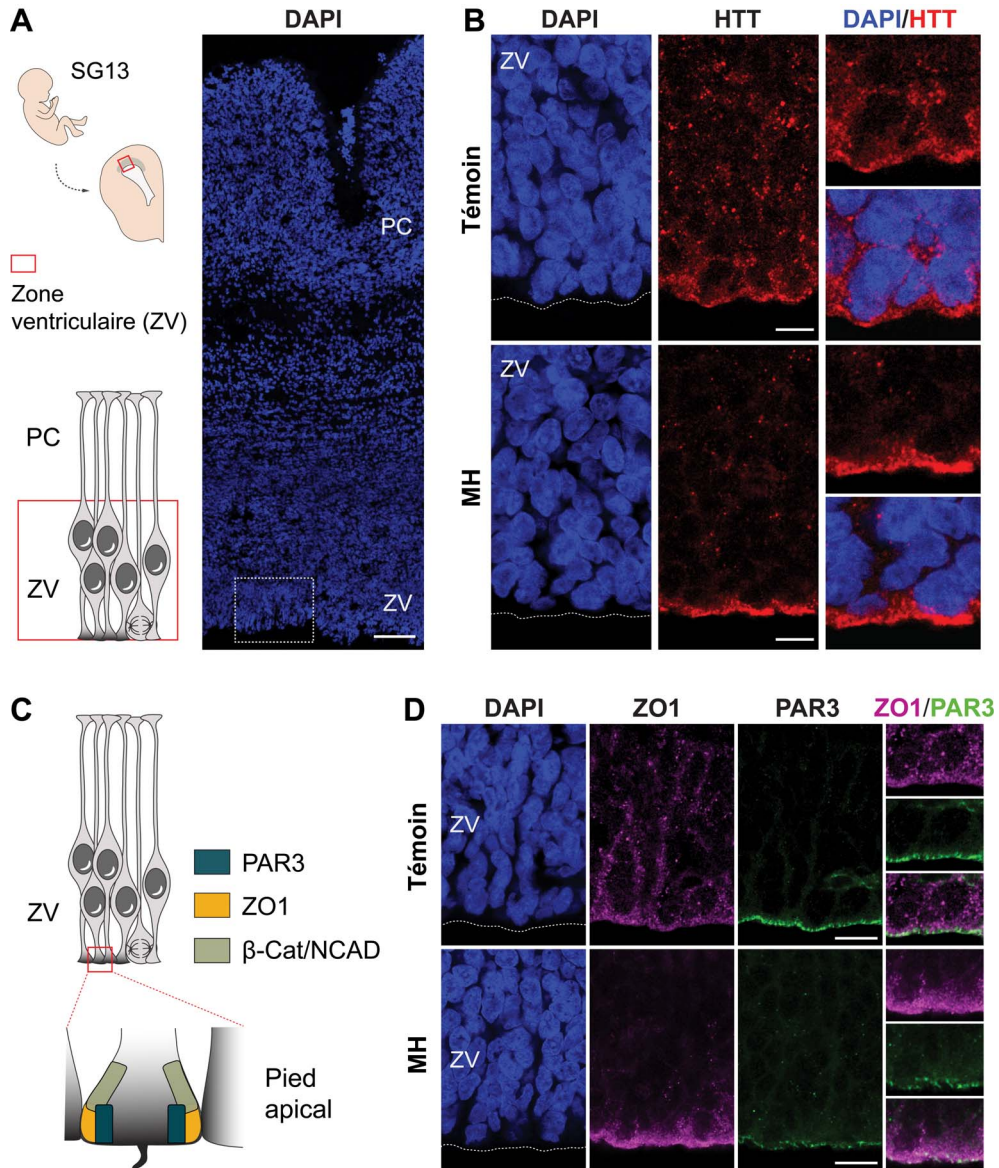 A
DAPI
SG13
PC
Zone
ventriculaire (ZV)
PC
ZV
ZV
B
DAPI
HTT
DAPI/HTT
Témoin
ZV
MH
ZV
C
ZV
PAR3
ZO1
β-Cat/NCAD
Pied
apical
D
DAPI
ZO1
PAR3
ZO1/PAR3
Témoin
ZV
MH
ZV